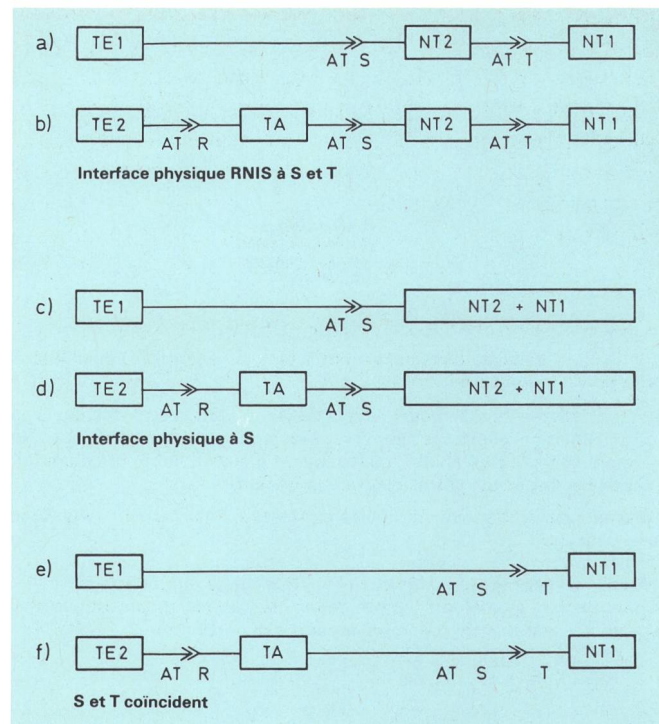 a) TE1 NT2 NT1
AT S AT T
b) TE2 TA NT2 NT1
AT R AT S AT T
Interface physique RNIS à S et T
c) TE1 NT2 + NT1
AT S
d) TE2 TA NT2 + NT1
AT R AT S
Interface physique à S
e) TE1 NT1
AT S T
f) TE2 TA NT1
AT R AT S T
S et T coïncident